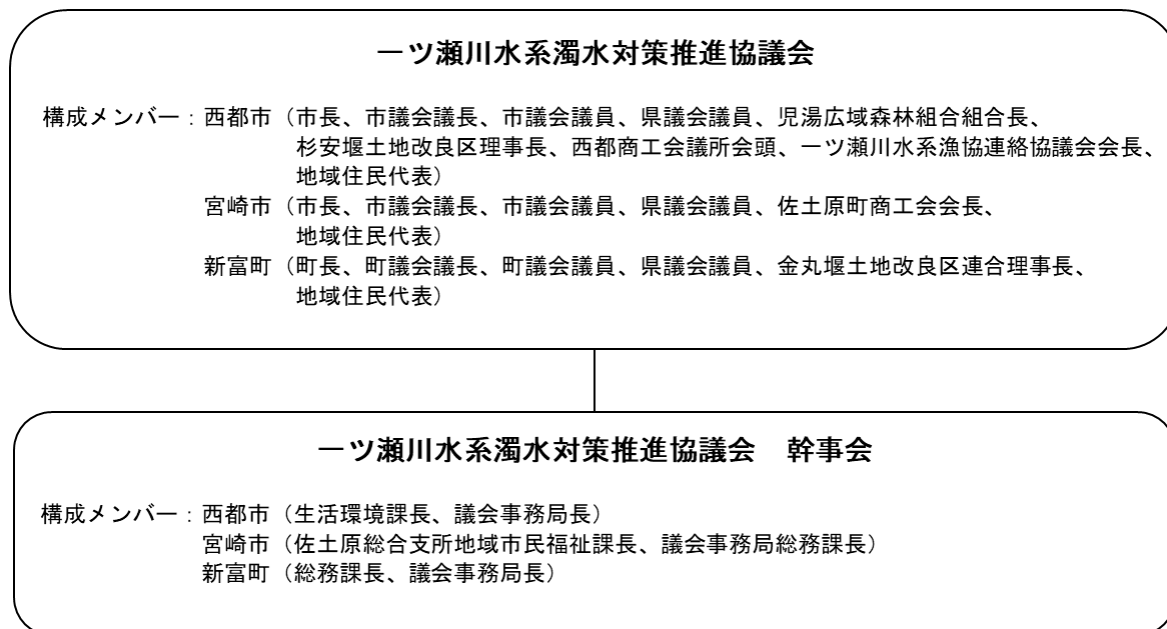 一ツ瀬川水系濁水対策推進協議会
構成メンバー：西都市（市長、市議会議長、市議会議員、県議会議員、児湯広域森林組合組合長、
杉安堰土地改良区理事長、西都商工会議所会頭、一ツ瀬川水系漁協連絡協議会会長、
地域住民代表）
宮崎市（市長、市議会議長、市議会議員、県議会議員、佐土原町商工会会長、
地域住民代表）
新富町（町長、町議会議長、町議会議員、県議会議員、金丸堰土地改良区連合理事長、
地域住民代表）
一ツ瀬川水系濁水対策推進協議会　幹事会
構成メンバー：西都市（生活環境課長、議会事務局長）
宮崎市（佐土原総合支所地域市民福祉課長、議会事務局総務課長）
新富町（総務課長、議会事務局長）